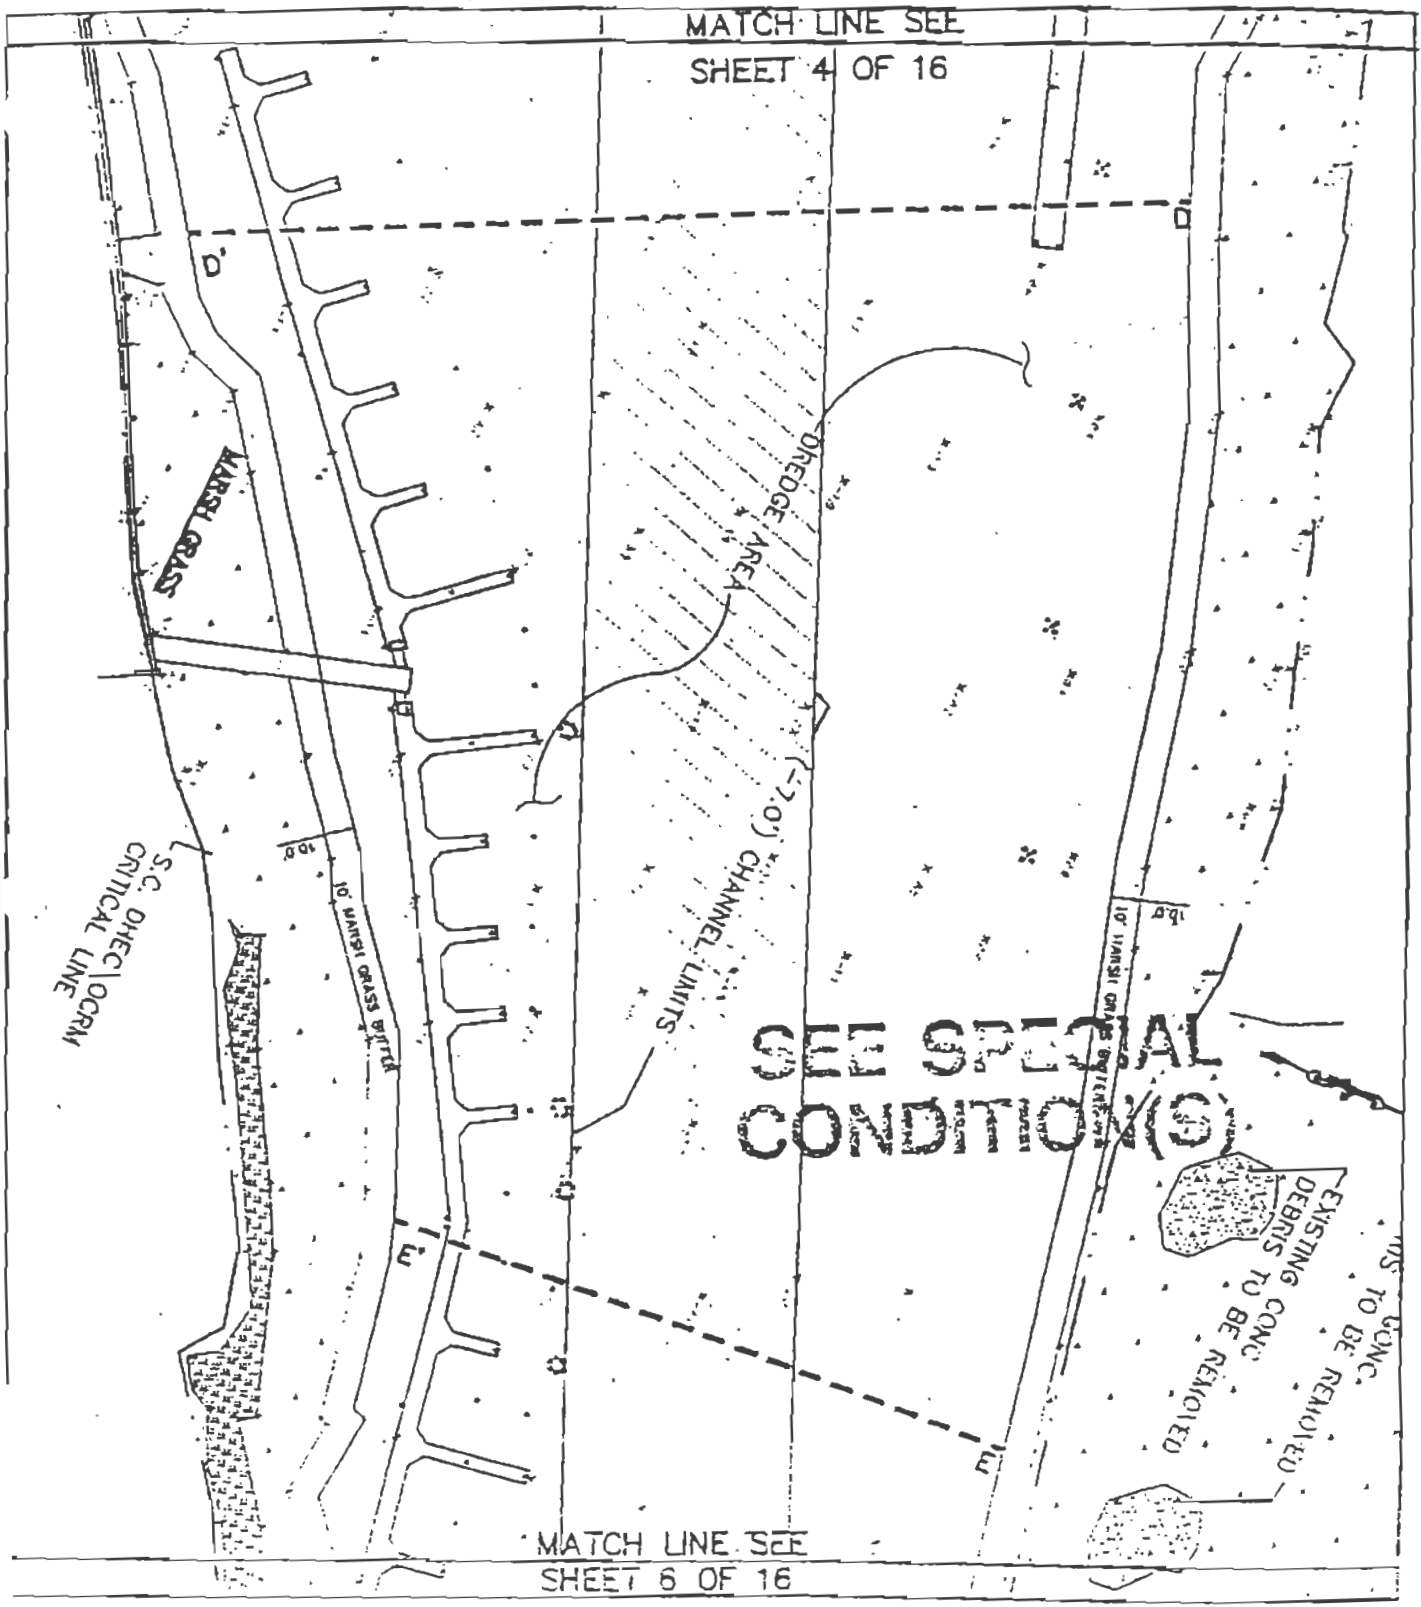 MATCH LINE SEE
SHEET 4 OF 16
D'
D
MARSH GRASS
DREDGE AREA
(-7.0') CHANNEL LIMITS
S.C. DHEC\OCRM
CRITICAL LINE
10.0'
10' MARSH GRASS BUFFER
10.0'
10' MARSH GRASS BUFFER
SEE SPECIAL
CONDITION(S)
EXISTING CONC
DEBRIS TO BE REMOVED
CONC.
TO BE REMOVED
E'
E
MATCH LINE SEE
SHEET 6 OF 16